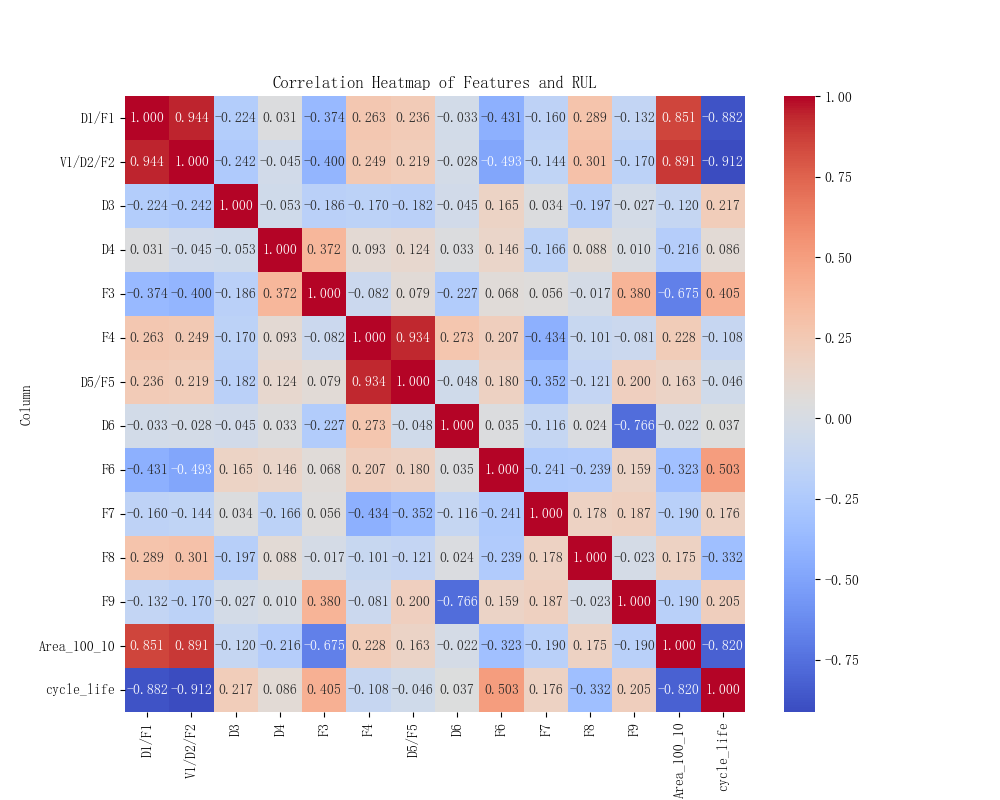 Correlation Heatmap of Features and RUL
D1/F1 1.000 0.944 −0.224 0.031 −0.374 0.263 0.236 −0.033 −0.431 −0.160 0.289 −0.132 0.851 −0.882
V1/D2/F2 0.944 1.000 −0.242 −0.045 −0.400 0.249 0.219 −0.028 −0.493 −0.144 0.301 −0.170 0.891 −0.912
D3 −0.224 −0.242 1.000 −0.053 −0.186 −0.170 −0.182 −0.045 0.165 0.034 −0.197 −0.027 −0.120 0.217
D4 0.031 −0.045 −0.053 1.000 0.372 0.093 0.124 0.033 0.146 −0.166 0.088 0.010 −0.216 0.086
F3 −0.374 −0.400 −0.186 0.372 1.000 −0.082 0.079 −0.227 0.068 0.056 −0.017 0.380 −0.675 0.405
F4 0.263 0.249 −0.170 0.093 −0.082 1.000 0.934 0.273 0.207 −0.434 −0.101 −0.081 0.228 −0.108
D5/F5 0.236 0.219 −0.182 0.124 0.079 0.934 1.000 −0.048 0.180 −0.352 −0.121 0.200 0.163 −0.046
D6 −0.033 −0.028 −0.045 0.033 −0.227 0.273 −0.048 1.000 0.035 −0.116 0.024 −0.766 −0.022 0.037
F6 −0.431 −0.493 0.165 0.146 0.068 0.207 0.180 0.035 1.000 −0.241 −0.239 0.159 −0.323 0.503
F7 −0.160 −0.144 0.034 −0.166 0.056 −0.434 −0.352 −0.116 −0.241 1.000 0.178 0.187 −0.190 0.176
F8 0.289 0.301 −0.197 0.088 −0.017 −0.101 −0.121 0.024 −0.239 0.178 1.000 −0.023 0.175 −0.332
F9 −0.132 −0.170 −0.027 0.010 0.380 −0.081 0.200 −0.766 0.159 0.187 −0.023 1.000 −0.190 0.205
Area_100_10 0.851 0.891 −0.120 −0.216 −0.675 0.228 0.163 −0.022 −0.323 −0.190 0.175 −0.190 1.000 −0.820
cycle_life −0.882 −0.912 0.217 0.086 0.405 −0.108 −0.046 0.037 0.503 0.176 −0.332 0.205 −0.820 1.000
D1/F1 V1/D2/F2 D3 D4 F3 F4 D5/F5 D6 F6 F7 F8 F9 Area_100_10 cycle_life
Column
1.00
0.75
0.50
0.25
0.00
−0.25
−0.50
−0.75